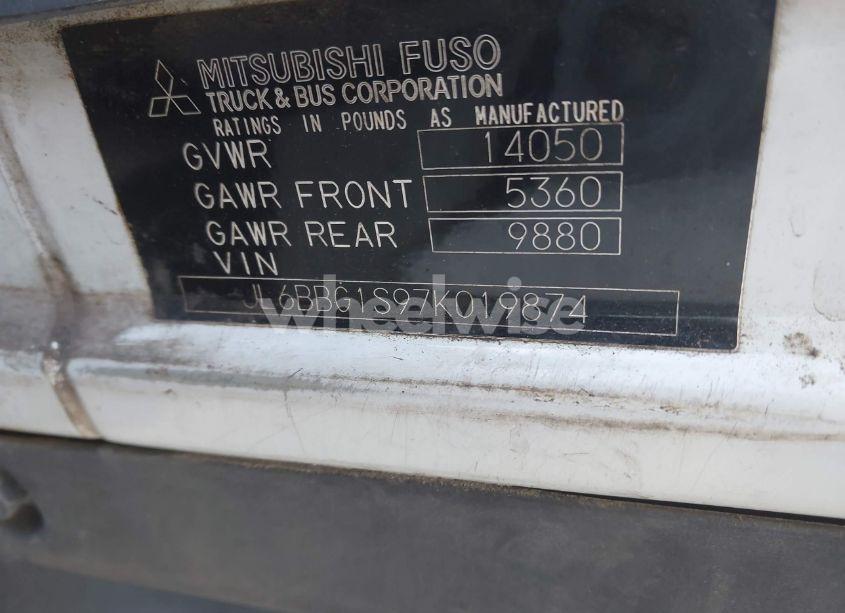 MITSUBISHI FUSO
TRUCK & BUS CORPORATION
RATINGS IN POUNDS AS MANUFACTURED
GVWR 14050
GAWR FRONT 5360
GAWR REAR 9880
VIN
JL6BBG1S97K019874
wheelwise